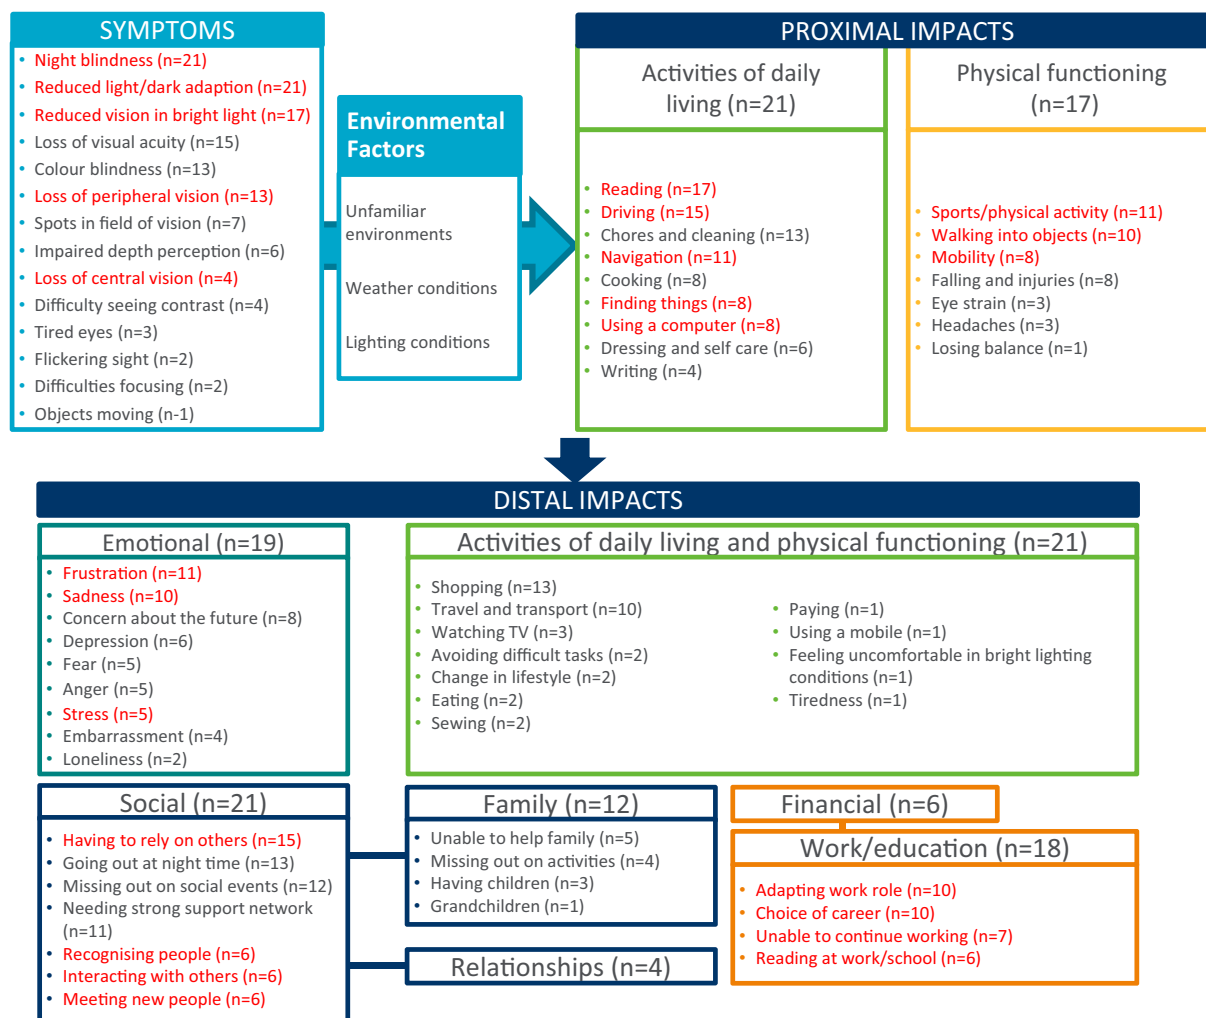 SYMPTOMS
• Night blindness (n=21)
• Reduced light/dark adaption (n=21)
• Reduced vision in bright light (n=17)
• Loss of visual acuity (n=15)
• Colour blindness (n=13)
• Loss of peripheral vision (n=13)
• Spots in field of vision (n=7)
• Impaired depth perception (n=6)
• Loss of central vision (n=4)
• Difficulty seeing contrast (n=4)
• Tired eyes (n=3)
• Flickering sight (n=2)
• Difficulties focusing (n=2)
• Objects moving (n-1)
Environmental
Factors
Unfamiliar
environments
Weather conditions
Lighting conditions
PROXIMAL IMPACTS
Activities of daily
living (n=21)
• Reading (n=17)
• Driving (n=15)
• Chores and cleaning (n=13)
• Navigation (n=11)
• Cooking (n=8)
• Finding things (n=8)
• Using a computer (n=8)
• Dressing and self care (n=6)
• Writing (n=4)
Physical functioning
(n=17)
• Sports/physical activity (n=11)
• Walking into objects (n=10)
• Mobility (n=8)
• Falling and injuries (n=8)
• Eye strain (n=3)
• Headaches (n=3)
• Losing balance (n=1)
DISTAL IMPACTS
Emotional (n=19)
• Frustration (n=11)
• Sadness (n=10)
• Concern about the future (n=8)
• Depression (n=6)
• Fear (n=5)
• Anger (n=5)
• Stress (n=5)
• Embarrassment (n=4)
• Loneliness (n=2)
Activities of daily living and physical functioning (n=21)
• Shopping (n=13)
• Travel and transport (n=10)
• Watching TV (n=3)
• Avoiding difficult tasks (n=2)
• Change in lifestyle (n=2)
• Eating (n=2)
• Sewing (n=2)
• Paying (n=1)
• Using a mobile (n=1)
• Feeling uncomfortable in bright lighting
conditions (n=1)
• Tiredness (n=1)
Social (n=21)
• Having to rely on others (n=15)
• Going out at night time (n=13)
• Missing out on social events (n=12)
• Needing strong support network
(n=11)
• Recognising people (n=6)
• Interacting with others (n=6)
• Meeting new people (n=6)
Family (n=12)
• Unable to help family (n=5)
• Missing out on activities (n=4)
• Having children (n=3)
• Grandchildren (n=1)
Relationships (n=4)
Financial (n=6)
Work/education (n=18)
• Adapting work role (n=10)
• Choice of career (n=10)
• Unable to continue working (n=7)
• Reading at work/school (n=6)